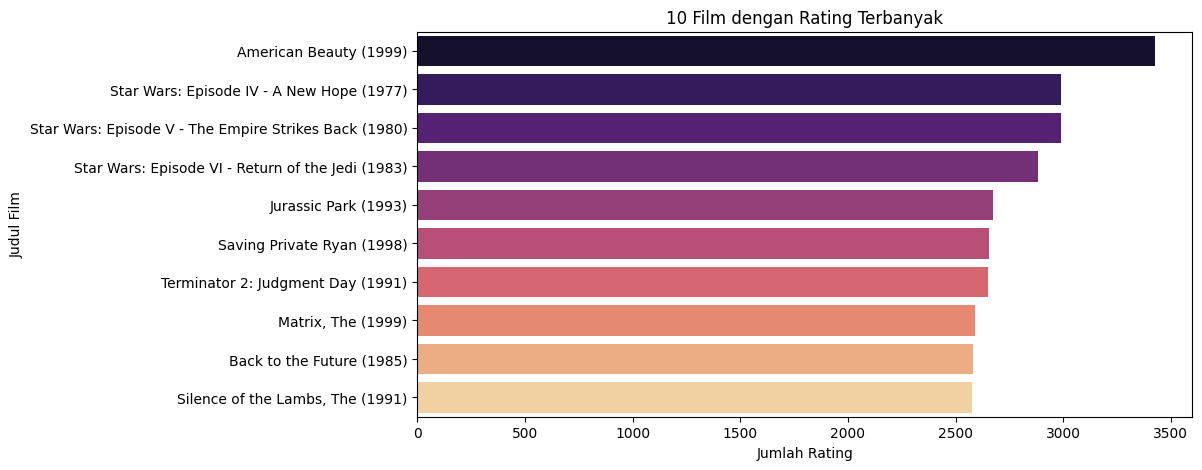 10 Film dengan Rating Terbanyak
American Beauty (1999)
Star Wars: Episode IV - A New Hope (1977)
Star Wars: Episode V - The Empire Strikes Back (1980)
Star Wars: Episode VI - Return of the Jedi (1983)
Jurassic Park (1993)
Saving Private Ryan (1998)
Terminator 2: Judgment Day (1991)
Matrix, The (1999)
Back to the Future (1985)
Silence of the Lambs, The (1991)
Judul Film
0 500 1000 1500 2000 2500 3000 3500
Jumlah Rating